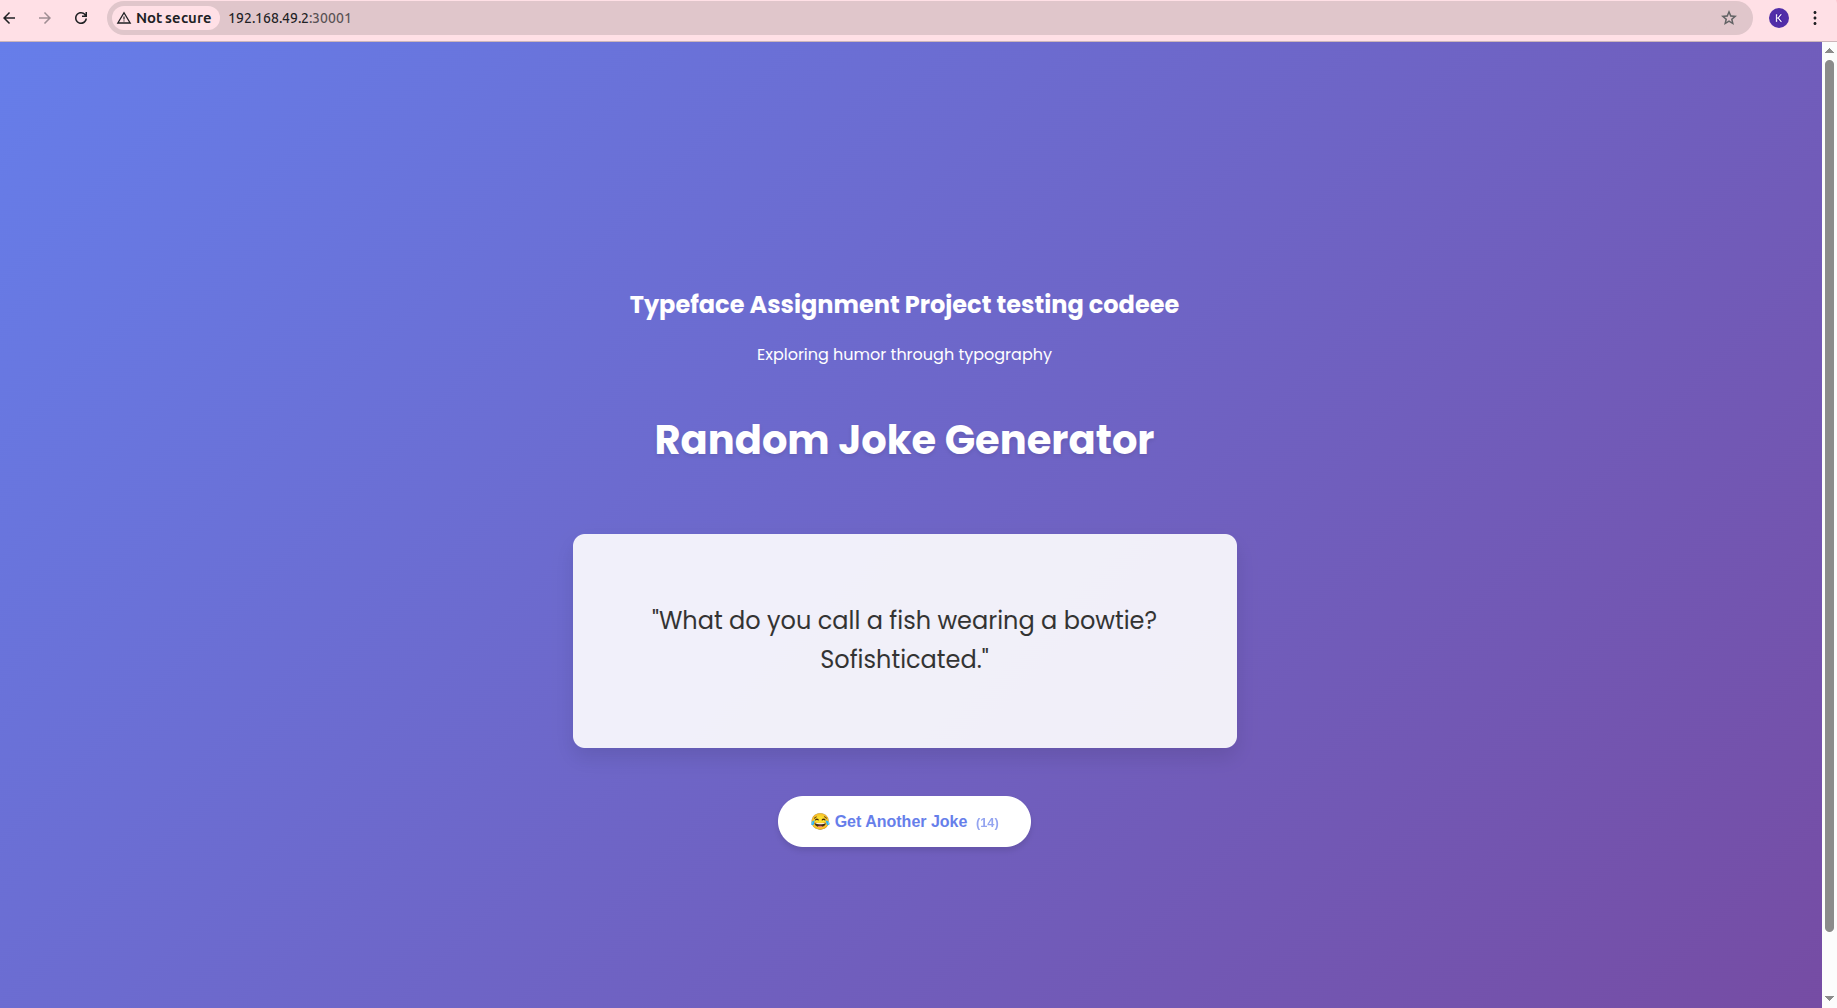 Not secure 192.168.49.2:30001
K
Typeface Assignment Project testing codeee
Exploring humor through typography
Random Joke Generator
"What do you call a fish wearing a bowtie?
Sofishticated."
😂 Get Another Joke (14)